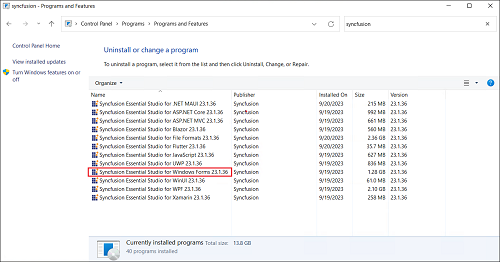 Programs and Features
Control Panel > Programs > Programs and Features
syncfusion
Control Panel Home
View installed updates
Turn Windows features on or off
Uninstall or change a program
To uninstall a program, select it from the list and then click Uninstall, Change, or Repair.
Organize
Name Publisher Installed On Size Version
Syncfusion Essential Studio for .NET MAUI 23.1.36 Syncfusion 9/20/2023 215 MB 23.1.36
Syncfusion Essential Studio for ASP.NET Core 23.1.36 Syncfusion 9/19/2023 992 MB 23.1.36
Syncfusion Essential Studio for ASP.NET MVC 23.1.36 Syncfusion 9/19/2023 661 MB 23.1.36
Syncfusion Essential Studio for Blazor 23.1.36 Syncfusion 9/19/2023 560 MB 23.1.36
Syncfusion Essential Studio for File Formats 23.1.36 Syncfusion 9/20/2023 2.36 GB 23.1.36
Syncfusion Essential Studio for Flutter 23.1.36 Syncfusion 9/19/2023 35.7 MB 23.1.36
Syncfusion Essential Studio for JavaScript 23.1.36 Syncfusion 9/19/2023 627 MB 23.1.36
Syncfusion Essential Studio for UWP 23.1.36 Syncfusion 9/19/2023 836 MB 23.1.36
Syncfusion Essential Studio for Windows Forms 23.1.36 Syncfusion 9/19/2023 1.28 GB 23.1.36
Syncfusion Essential Studio for WinUI 23.1.36 Syncfusion 9/19/2023 61.0 MB 23.1.36
Syncfusion Essential Studio for WPF 23.1.36 Syncfusion 9/19/2023 2.10 GB 23.1.36
Syncfusion Essential Studio for Xamarin 23.1.36 Syncfusion 9/19/2023 258 MB 23.1.36
Currently installed programs Total size: 13.8 GB
40 programs installed